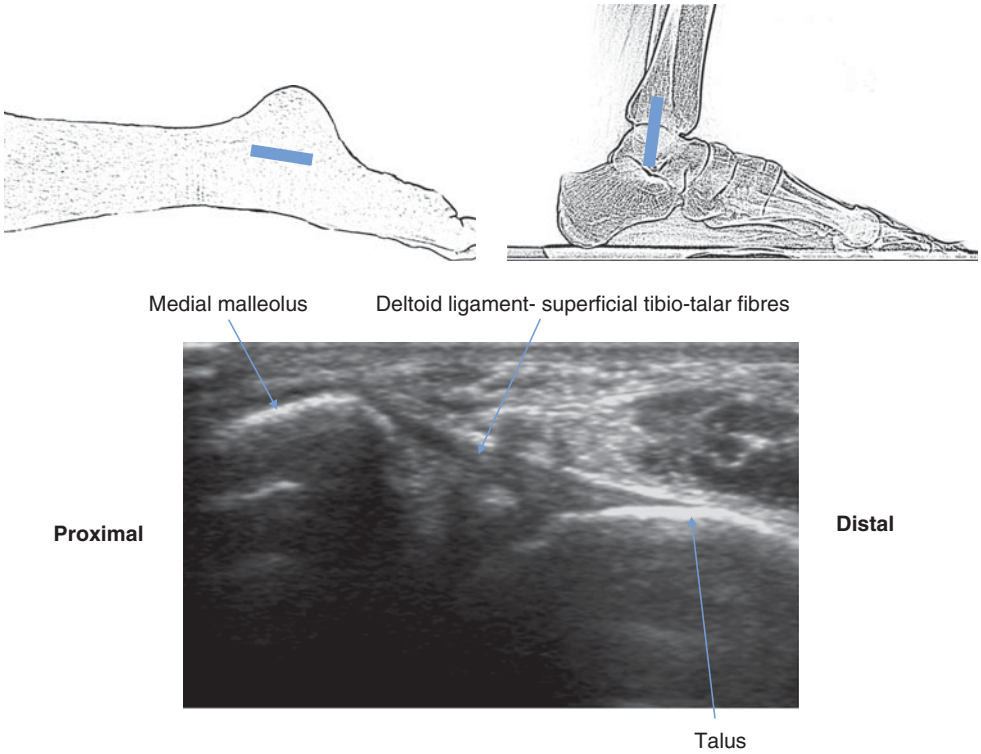 Medial malleolus
Deltoid ligament- superficial tibio-talar fibres
Proximal
Distal
Talus